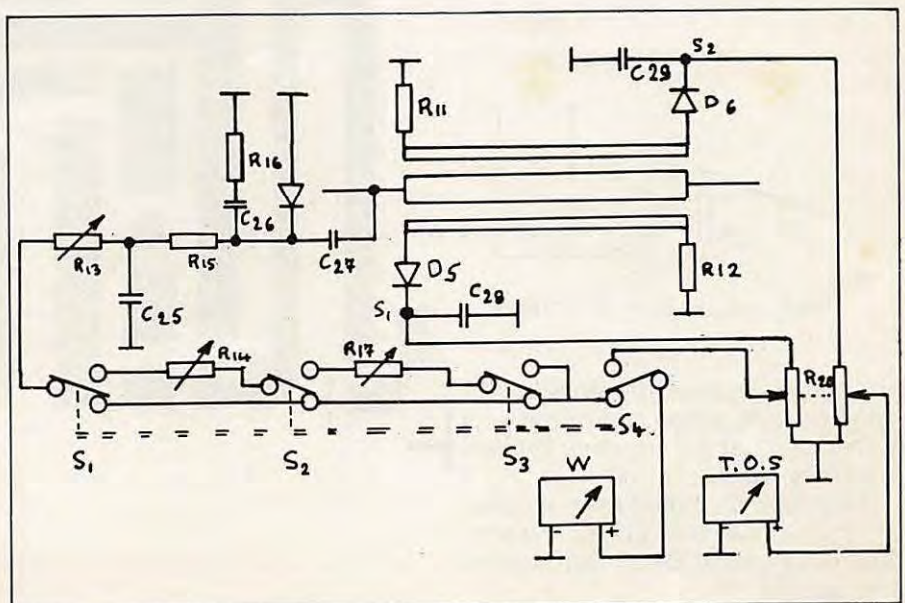 S2
C29
D6
R11
R16
C26
R13
R15
C27
D5
R12
C25
S1
C28
R14
R17
R20
S4
S1
S2
S3
W
T.O.S
- +
- +